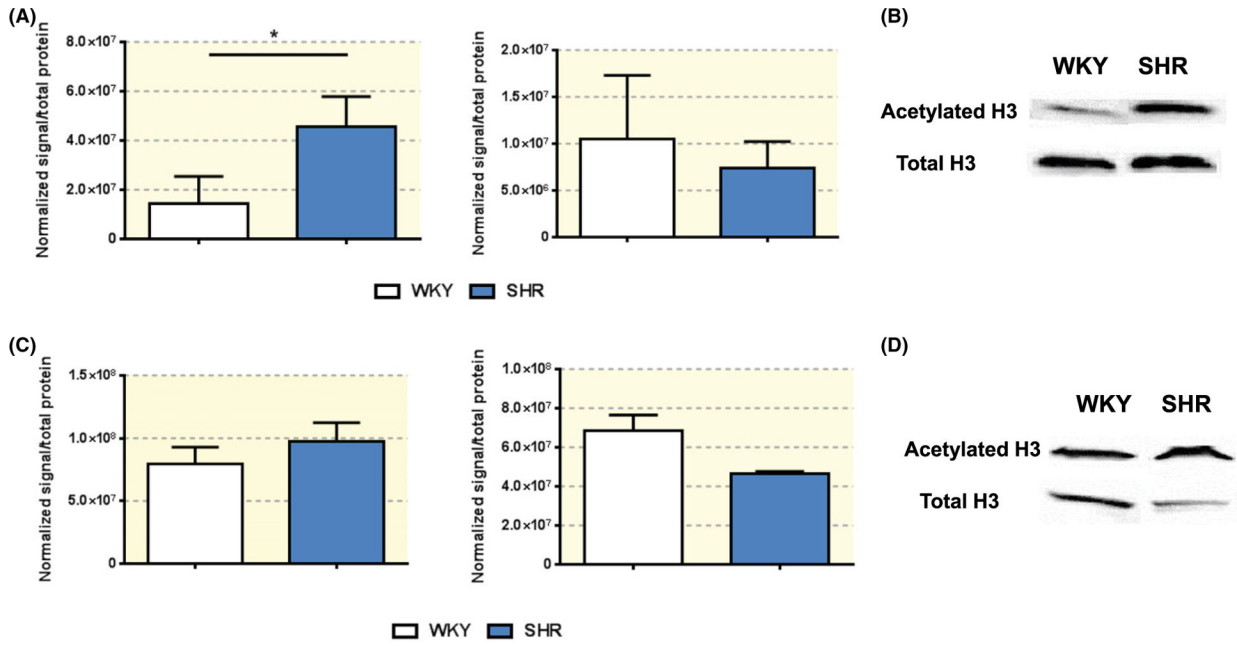 (A)
Normalized signal/total protein
8.0×10⁷
6.0×10⁷
4.0×10⁷
2.0×10⁷
0
*
Normalized signal/total protein
2.0×10⁷
1.5×10⁷
1.0×10⁷
5.0×10⁶
0
WKY SHR
(B)
WKY SHR
Acetylated H3
Total H3
(C)
Normalized signal/total protein
1.5×10⁸
1.0×10⁸
5.0×10⁷
0
Normalized signal/total protein
1.0×10⁸
8.0×10⁷
6.0×10⁷
4.0×10⁷
2.0×10⁷
0
WKY SHR
(D)
WKY SHR
Acetylated H3
Total H3